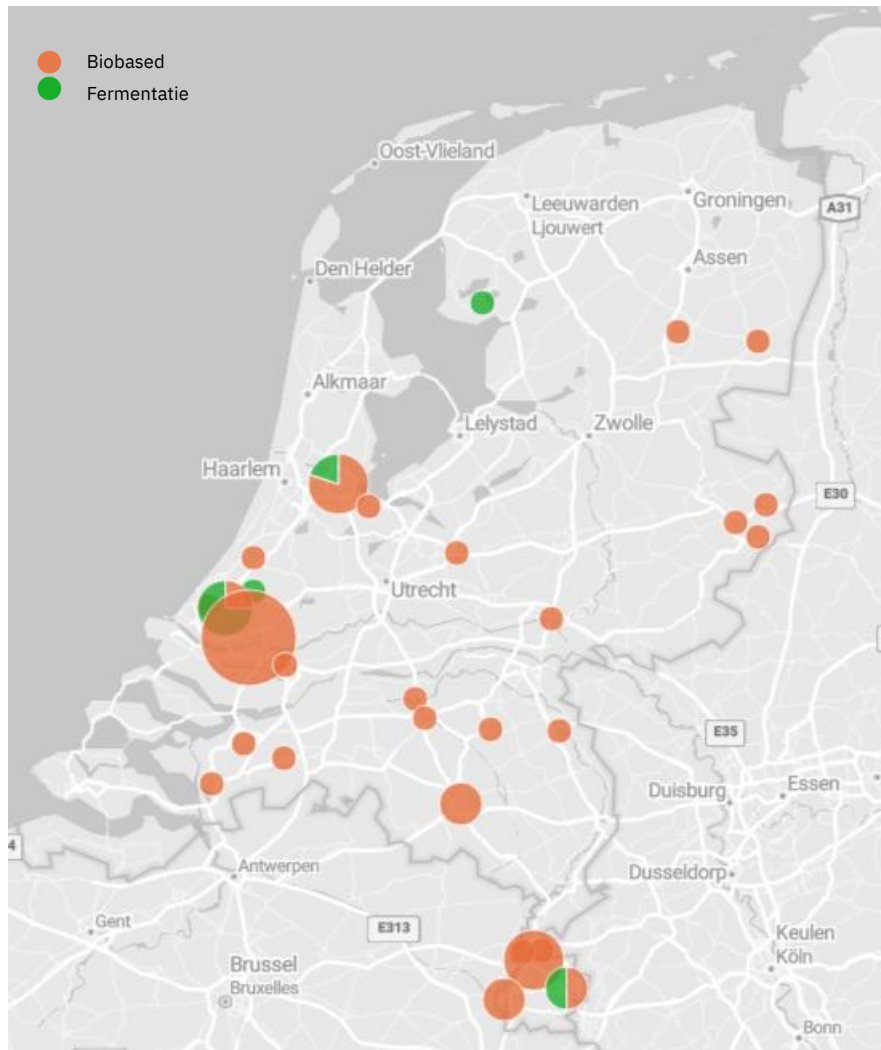 Biobased
Fermentatie
Oost-Vlieland
Leeuwarden
Ljouwert
Groningen
A31
Assen
Den Helder
Alkmaar
Lelystad
Zwolle
Haarlem
E30
Utrecht
E35
Duisburg
Essen
4
Antwerpen
Dusseldorp
Gent
E313
Keulen
Köln
Brussel
Bruxelles
Bonn